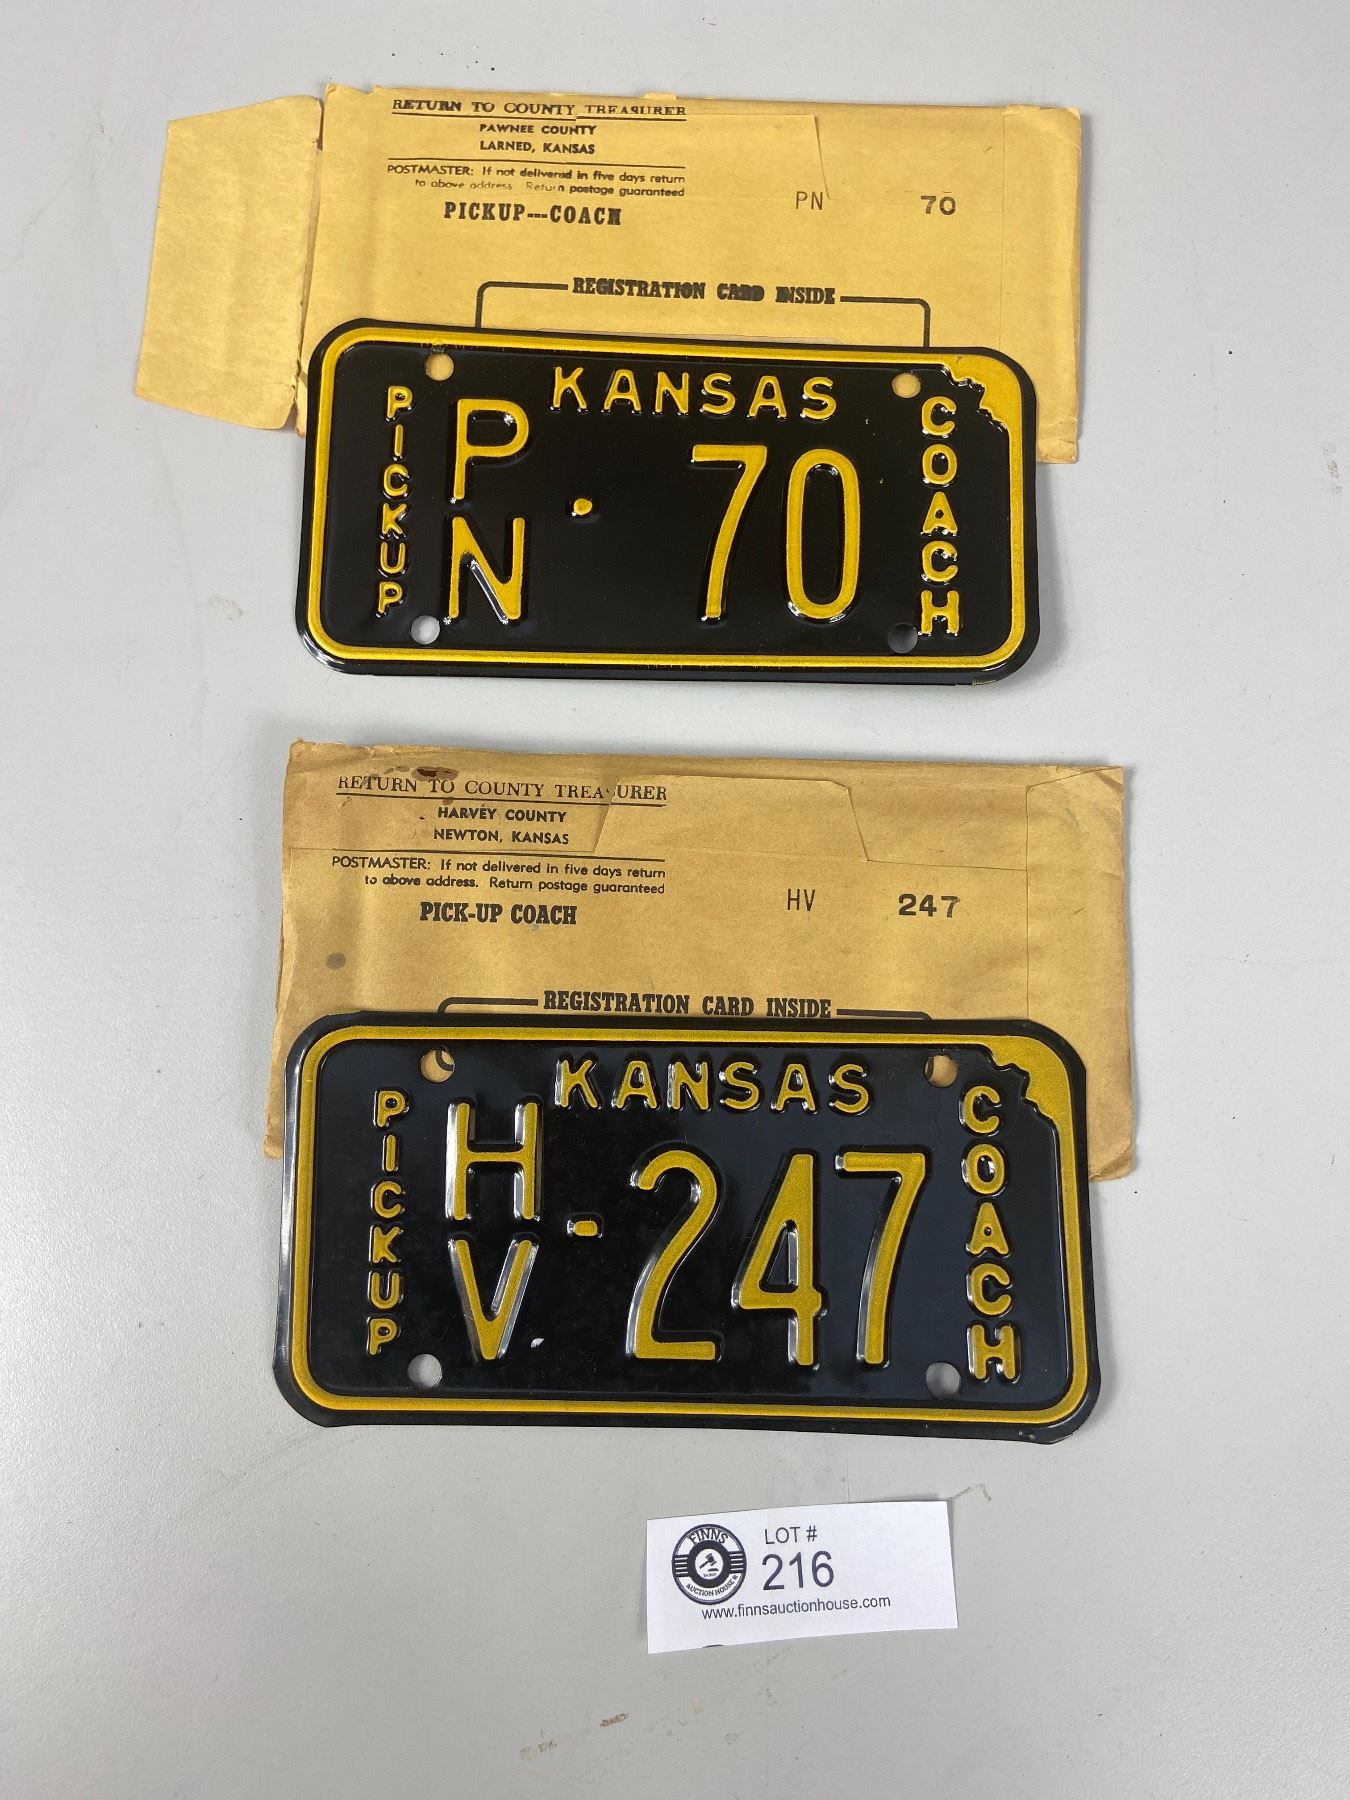 RETURN TO COUNTY TREASURER
PAWNEE COUNTY
LARNED, KANSAS
POSTMASTER: If not delivered in five days return
to above address. Return postage guaranteed
PICKUP---COACH
PN 70
REGISTRATION CARD INSIDE
KANSAS
PICKUP
PN · 70
COACH
RETURN TO COUNTY TREASURER
HARVEY COUNTY
NEWTON, KANSAS
POSTMASTER: If not delivered in five days return
to above address. Return postage guaranteed
PICK-UP COACH
HV 247
REGISTRATION CARD INSIDE
KANSAS
PICKUP
HV-247
COACH
FINNS
AUCTION HOUSE
LOT #
216
www.finnsauctionhouse.com